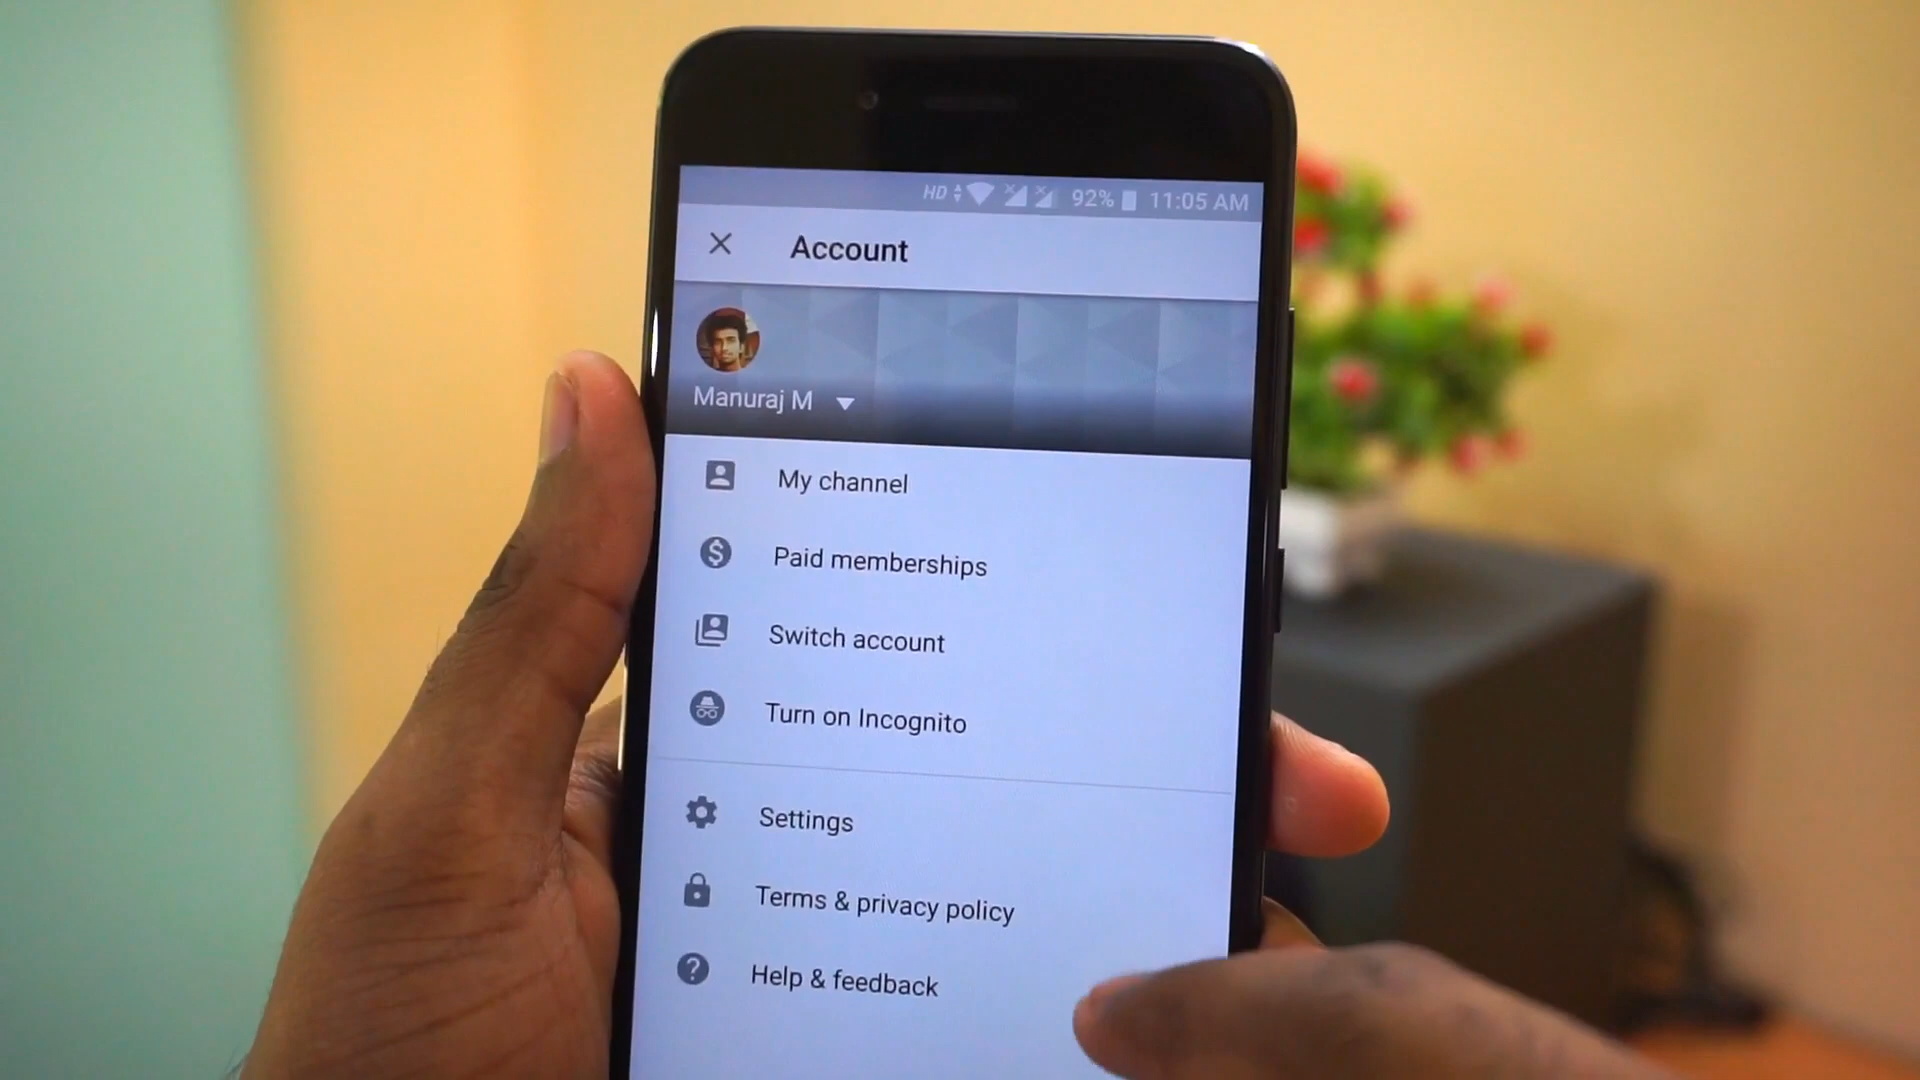 HD 92% 11:05 AM
Account
Manuraj M
My channel
Paid memberships
Switch account
Turn on Incognito
Settings
Terms & privacy policy
Help & feedback